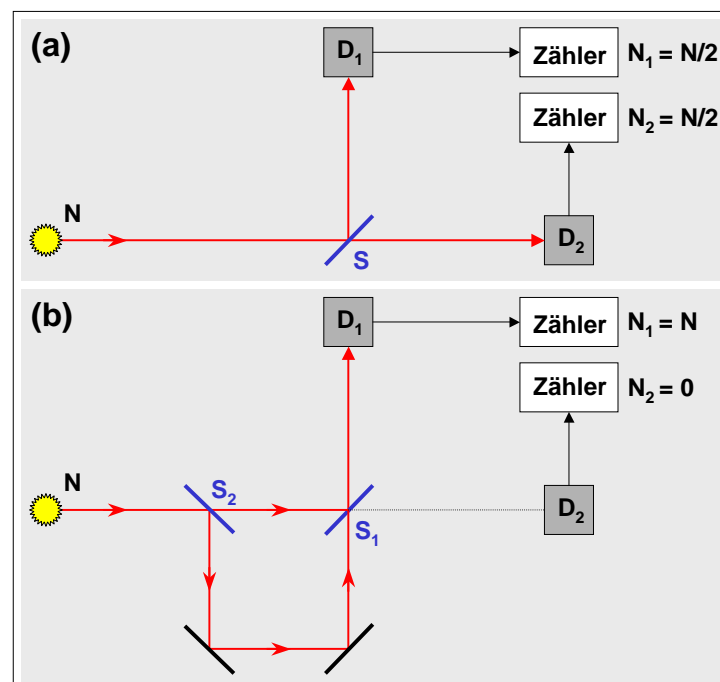 (a)
D₁
Zähler
N₁ = N/2
Zähler
N₂ = N/2
N
S
D₂
(b)
D₁
Zähler
N₁ = N
Zähler
N₂ = 0
N
S₂
S₁
D₂